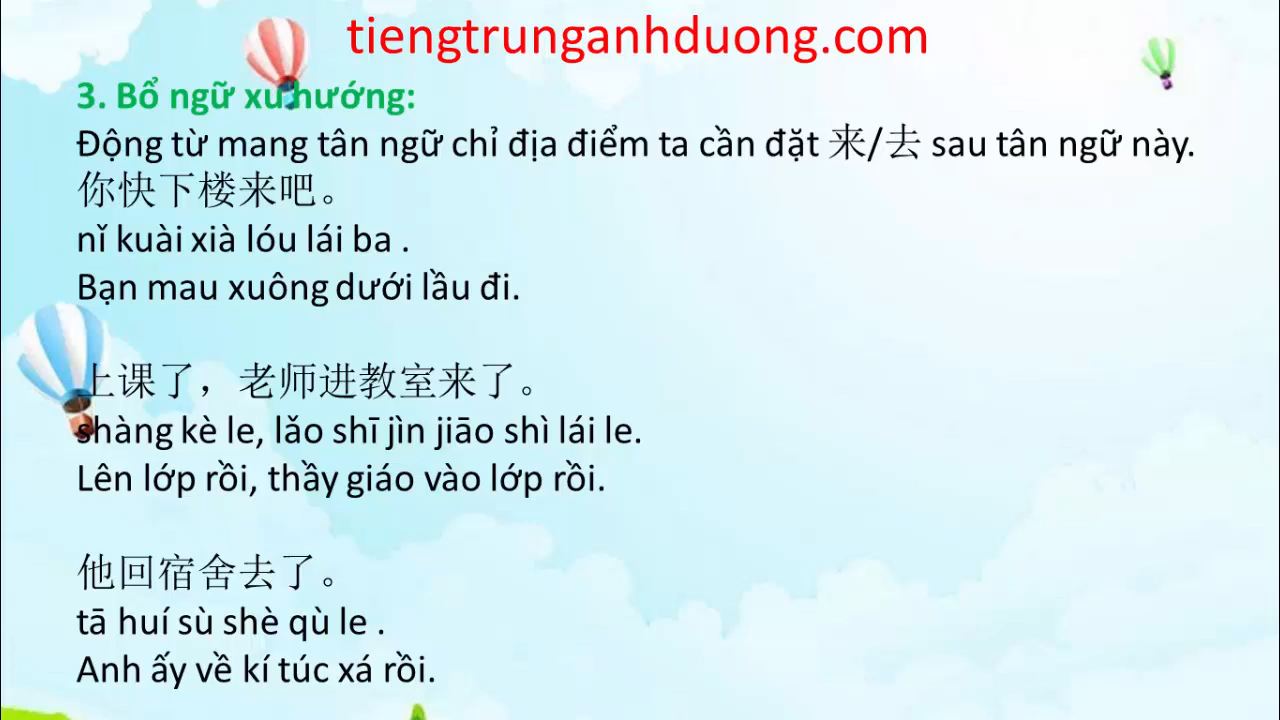 tiengtrunganhduong.com
3. Bổ ngữ xu hướng:
Động từ mang tân ngữ chỉ địa điểm ta cần đặt 来/去 sau tân ngữ này.
你快下楼来吧。
nǐ kuài xià lóu lái ba .
Bạn mau xuông dưới lầu đi.
上课了，老师进教室来了。
shàng kè le, lǎo shī jìn jiāo shì lái le.
Lên lớp rồi, thầy giáo vào lớp rồi.
他回宿舍去了。
tā huí sù shè qù le .
Anh ấy về kí túc xá rồi.